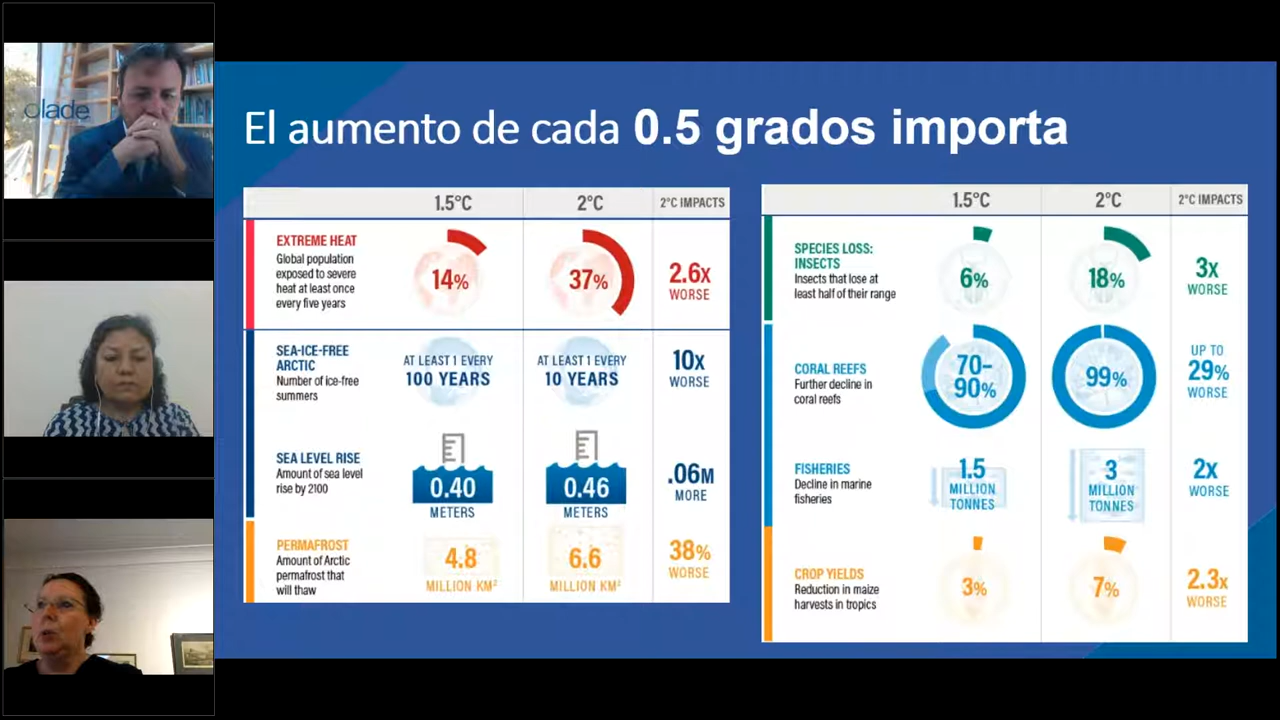 olade
El aumento de cada 0.5 grados importa
1.5°C 2°C 2°C IMPACTS
EXTREME HEAT
Global population
exposed to severe
heat at least once
every five years
14% 37% 2.6x
WORSE
SEA-ICE-FREE
ARCTIC
Number of ice-free
summers
AT LEAST 1 EVERY
100 YEARS
AT LEAST 1 EVERY
10 YEARS
10x
WORSE
SEA LEVEL RISE
Amount of sea level
rise by 2100
0.40
METERS
0.46
METERS
.06M
MORE
PERMAFROST
Amount of Arctic
permafrost that
will thaw
4.8
MILLION KM²
6.6
MILLION KM²
38%
WORSE
1.5°C 2°C 2°C IMPACTS
SPECIES LOSS:
INSECTS
Insects that lose at
least half of their range
6% 18% 3x
WORSE
CORAL REEFS
Further decline in
coral reefs
70–
90%
99%
UP TO
29%
WORSE
FISHERIES
Decline in marine
fisheries
1.5
MILLION
TONNES
3
MILLION
TONNES
2x
WORSE
CROP YIELDS
Reduction in maize
harvests in tropics
3% 7% 2.3x
WORSE